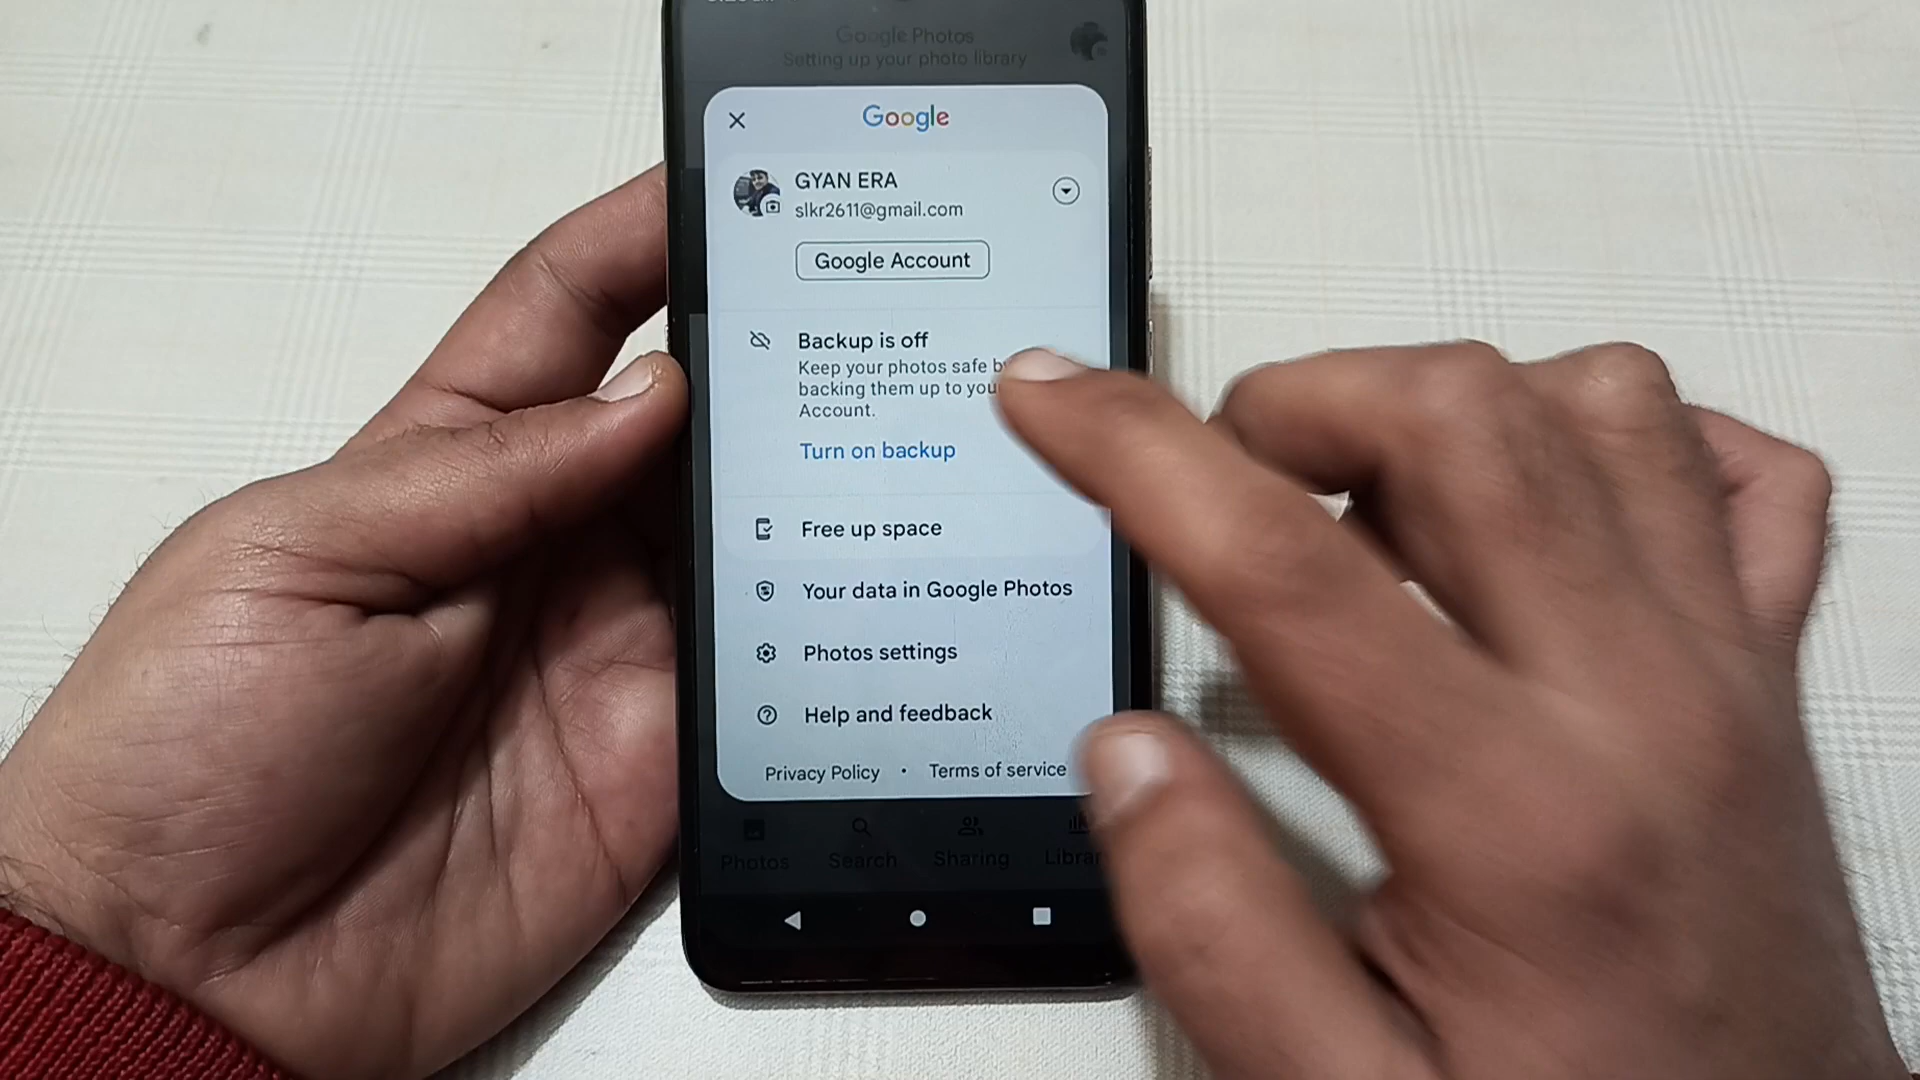 Google Photos
Setting up your photo library
Google
GYAN ERA
slkr2611@gmail.com
Google Account
Backup is off
Keep your photos safe
backing them up to
Account.
Turn on backup
Free up space
Your data in Google Photos
Photos settings
Help and feedback
Privacy Policy • Terms of service
Photos Search Sharing